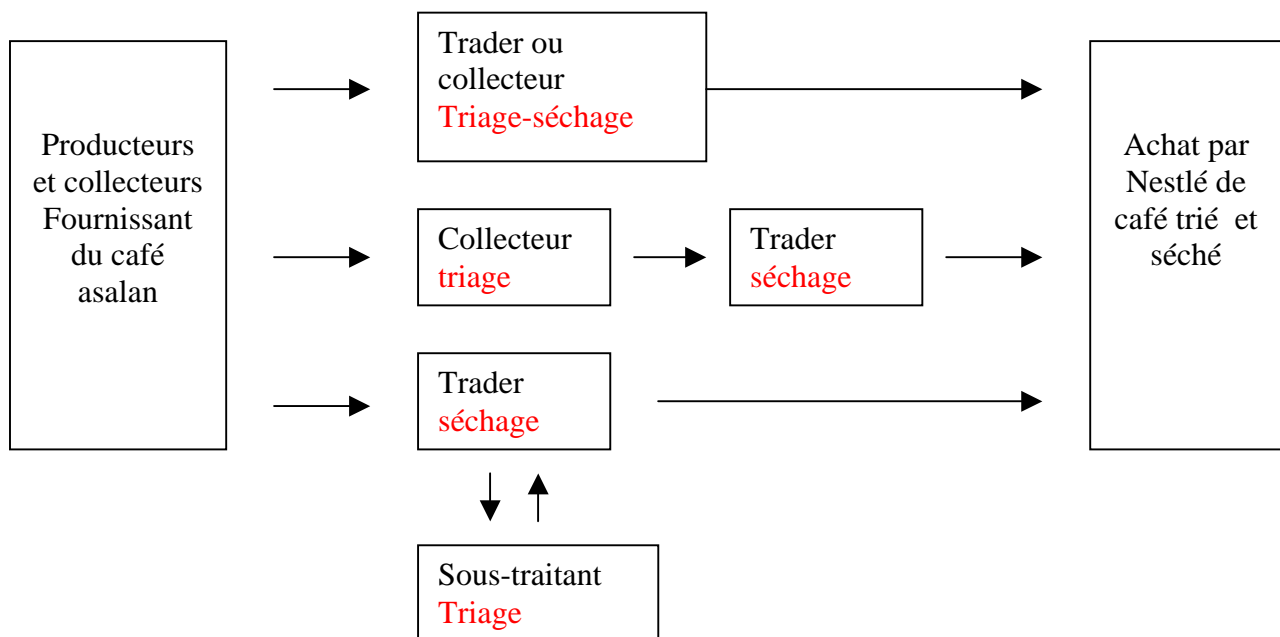 Producteurs
et collecteurs
Fournissant
du café
asalan
Trader ou
collecteur
Triage-séchage
Collecteur
triage
Trader
séchage
Trader
séchage
Sous-traitant
Triage
Achat par
Nestlé de
café trié et
séché